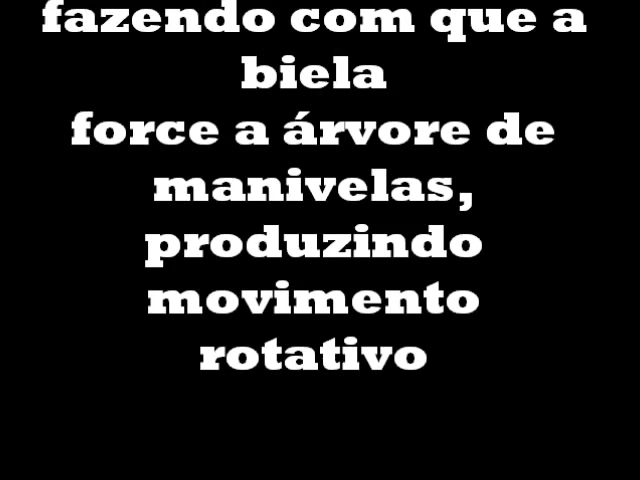 fazendo com que a
biela
force a árvore de
manivelas,
produzindo
movimento
rotativo